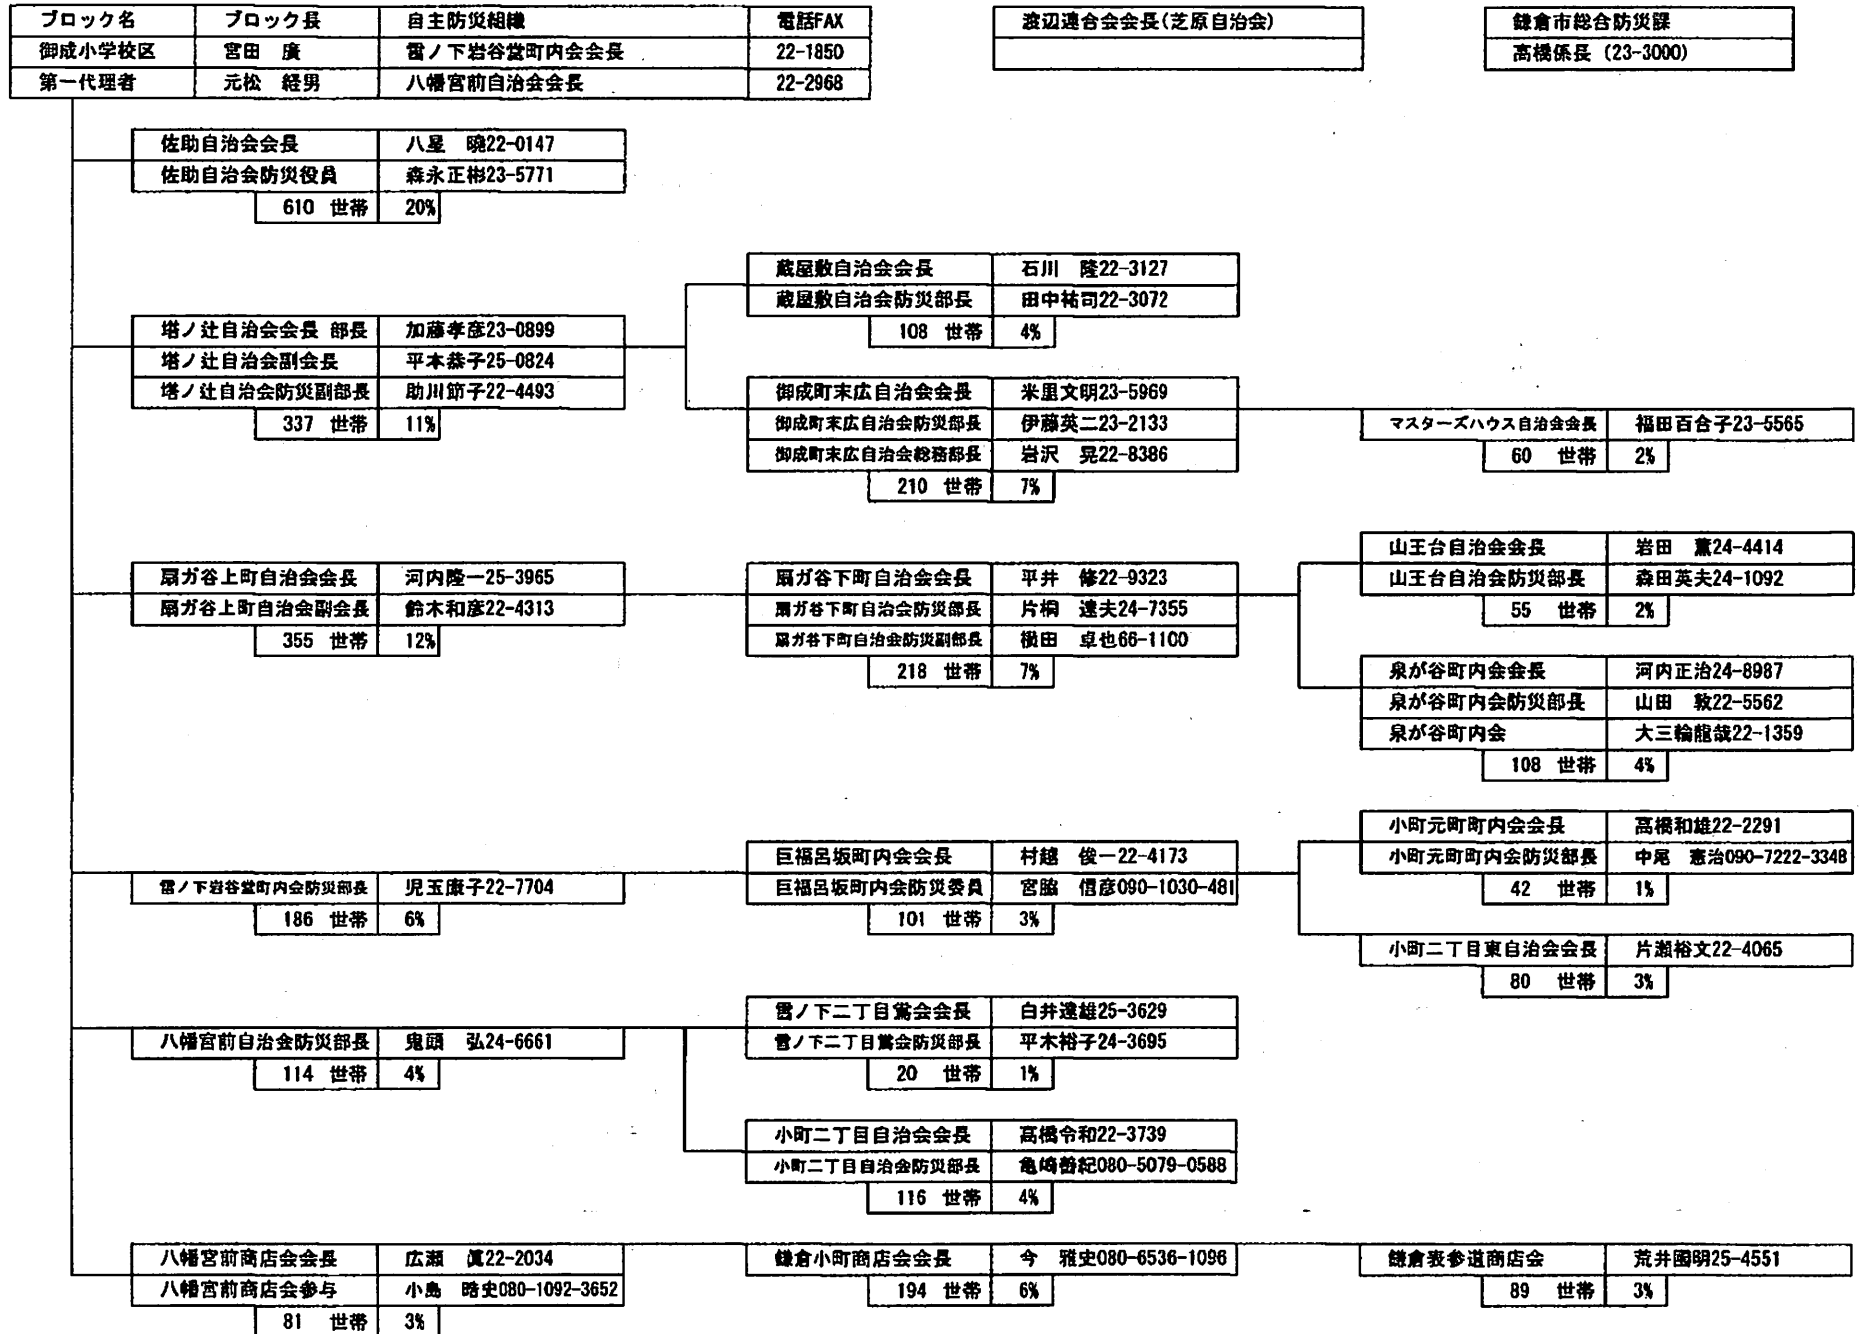 ブロック名 ブロック長 自主防災組織 電話FAX
御成小学校区 宮田 廣 雪ノ下岩谷堂町内会会長 22-1850
第一代理者 元松 経男 八幡宮前自治会会長 22-2968
渡辺連合会会長(芝原自治会)
鎌倉市総合防災課
高橋係長 (23-3000)
佐助自治会会長 八星 暁22-0147
佐助自治会防災役員 森永正彬23-5771
610 世帯 20%
蔵屋敷自治会会長 石川 隆22-3127
蔵屋敷自治会防災部長 田中祐司22-3072
108 世帯 4%
塔ノ辻自治会会長 部長 加藤孝彦23-0899
塔ノ辻自治会副会長 平本恭子25-0824
塔ノ辻自治会防災副部長 助川節子22-4493
337 世帯 11%
御成町末広自治会会長 米里文明23-5969
御成町末広自治会防災部長 伊藤英二23-2133
御成町末広自治会総務部長 岩沢 晃22-8386
210 世帯 7%
マスターズハウス自治会会長 福田百合子23-5565
60 世帯 2%
扇ガ谷上町自治会会長 河内隆一25-3965
扇ガ谷上町自治会副会長 鈴木和彦22-4313
355 世帯 12%
扇ガ谷下町自治会会長 平井 修22-9323
扇ガ谷下町自治会防災部長 片桐 達夫24-7355
扇ガ谷下町自治会防災副部長 横田 卓也66-1100
218 世帯 7%
山王台自治会会長 岩田 薫24-4414
山王台自治会防災部長 森田英夫24-1092
55 世帯 2%
泉が谷町内会会長 河内正治24-8987
泉が谷町内会防災部長 山田 敦22-5562
泉が谷町内会 大三輪龍哉22-1359
108 世帯 4%
雪ノ下岩谷堂町内会防災部長 児玉康子22-7704
186 世帯 6%
巨福呂坂町内会会長 村越 俊一22-4173
巨福呂坂町内会防災委員 宮脇 信彦090-1030-481
101 世帯 3%
小町元町町内会会長 高橋和雄22-2291
小町元町町内会防災部長 中尾 憲治090-7222-3348
42 世帯 1%
小町二丁目東自治会会長 片瀬裕文22-4065
80 世帯 3%
八幡宮前自治会防災部長 鬼頭 弘24-6661
114 世帯 4%
雪ノ下二丁目鶯会会長 白井達雄25-3629
雪ノ下二丁目鶯会防災部長 平木裕子24-3695
20 世帯 1%
小町二丁目自治会会長 高橋令和22-3739
小町二丁目自治会防災部長 080-5079-0588
116 世帯 4%
八幡宮前商店会会長 広瀬 眞22-2034
八幡宮前商店会参与 小島 時史080-1092-3652
81 世帯 3%
鎌倉小町商店会会長 今 雅史080-6536-1096
194 世帯 6%
鎌倉表参道商店会 荒井國明25-4551
89 世帯 3%